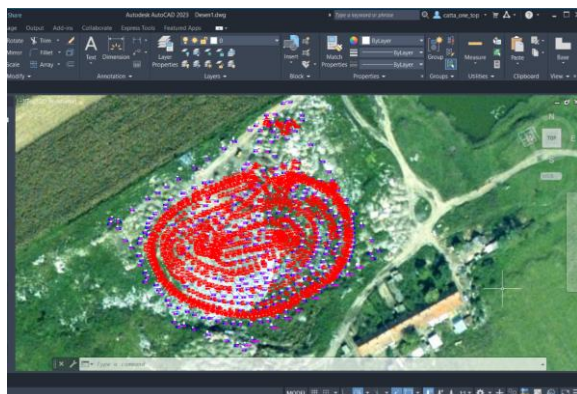 Share Autodesk AutoCAD 2023 Desen1.dwg Type a keyword or phrase catta_one_top
Output Add-ins Collaborate Express Tools Featured Apps
Rotate Trim
Mirror Fillet
Scale Array
Text Dimension Layer Properties Insert Match Properties ByLayer Group Measure Paste Base
ByLayer
ByLayer
Modify Annotation Layers Block Properties Groups Utilities Clipboard View
N
TOP
MODEL